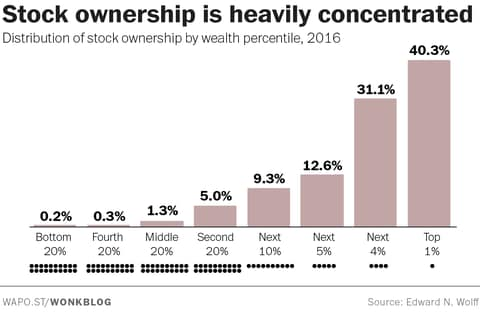 Stock ownership is heavily concentrated
Distribution of stock ownership by wealth percentile, 2016
0.2%
0.3%
1.3%
5.0%
9.3%
12.6%
31.1%
40.3%
Bottom
20%
Fourth
20%
Middle
20%
Second
20%
Next
10%
Next
5%
Next
4%
Top
1%
WAPO.ST/WONKBLOG
Source: Edward N. Wolff